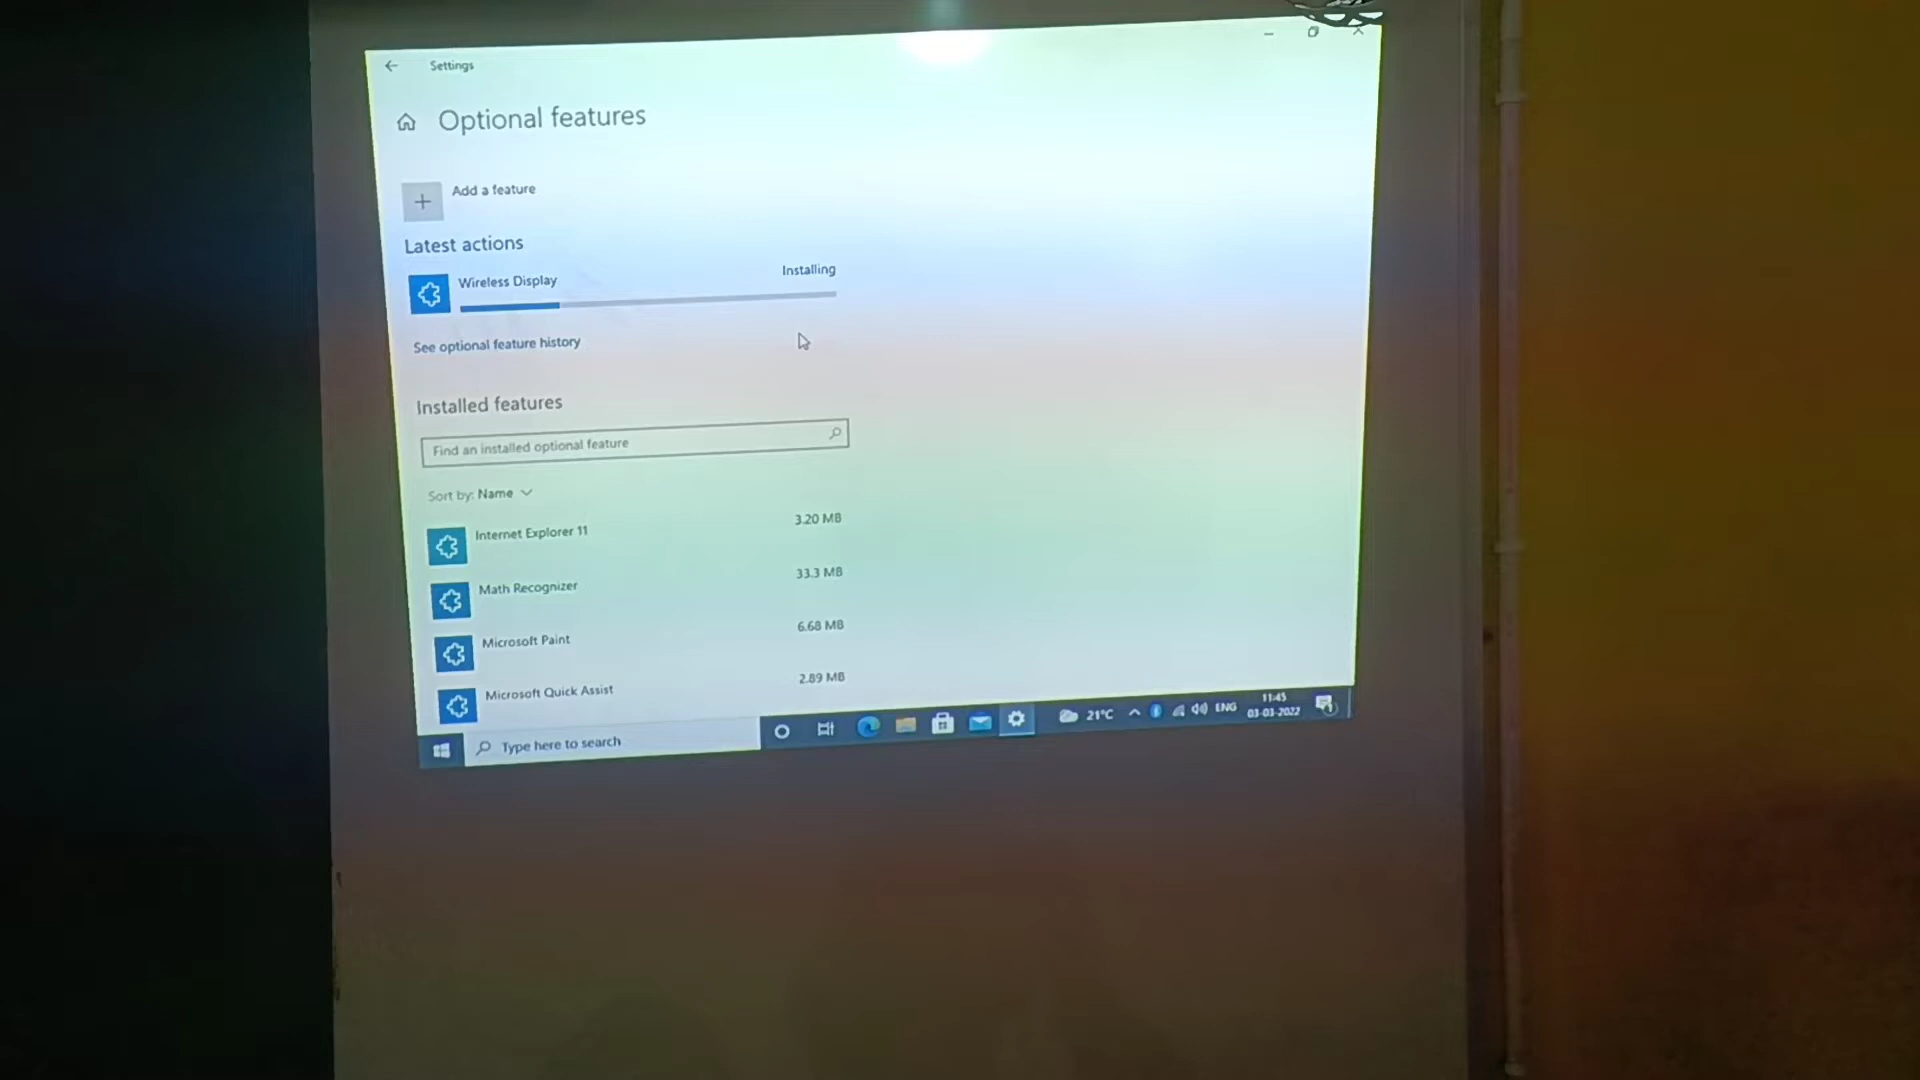 Settings
Optional features
Add a feature
Latest actions
Wireless Display
Installing
See optional feature history
Installed features
Find an installed optional feature
Sort by: Name
Internet Explorer 11
3.20 MB
Math Recognizer
33.3 MB
Microsoft Paint
6.68 MB
Microsoft Quick Assist
2.89 MB
Type here to search
21°C
ENG
11:45
03-03-2022